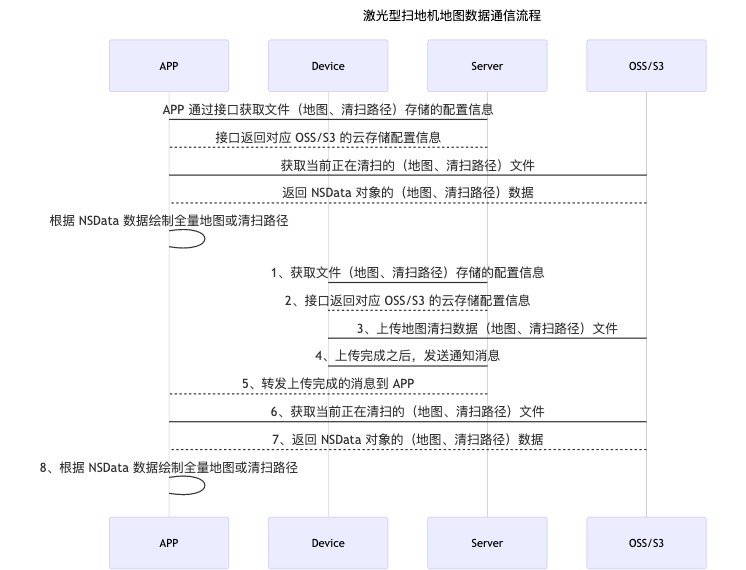 激光型扫地机地图数据通信流程
APP
Device
Server
OSS/S3
APP 通过接口获取文件（地图、清扫路径）存储的配置信息
接口返回对应 OSS/S3 的云存储配置信息
获取当前正在清扫的（地图、清扫路径）文件
返回 NSData 对象的（地图、清扫路径）数据
根据 NSData 数据绘制全量地图或清扫路径
1、获取文件（地图、清扫路径）存储的配置信息
2、接口返回对应 OSS/S3 的云存储配置信息
3、上传地图清扫数据（地图、清扫路径）文件
4、上传完成之后，发送通知消息
5、转发上传完成的消息到 APP
6、获取当前正在清扫的（地图、清扫路径）文件
7、返回 NSData 对象的（地图、清扫路径）数据
8、根据 NSData 数据绘制全量地图或清扫路径
APP
Device
Server
OSS/S3